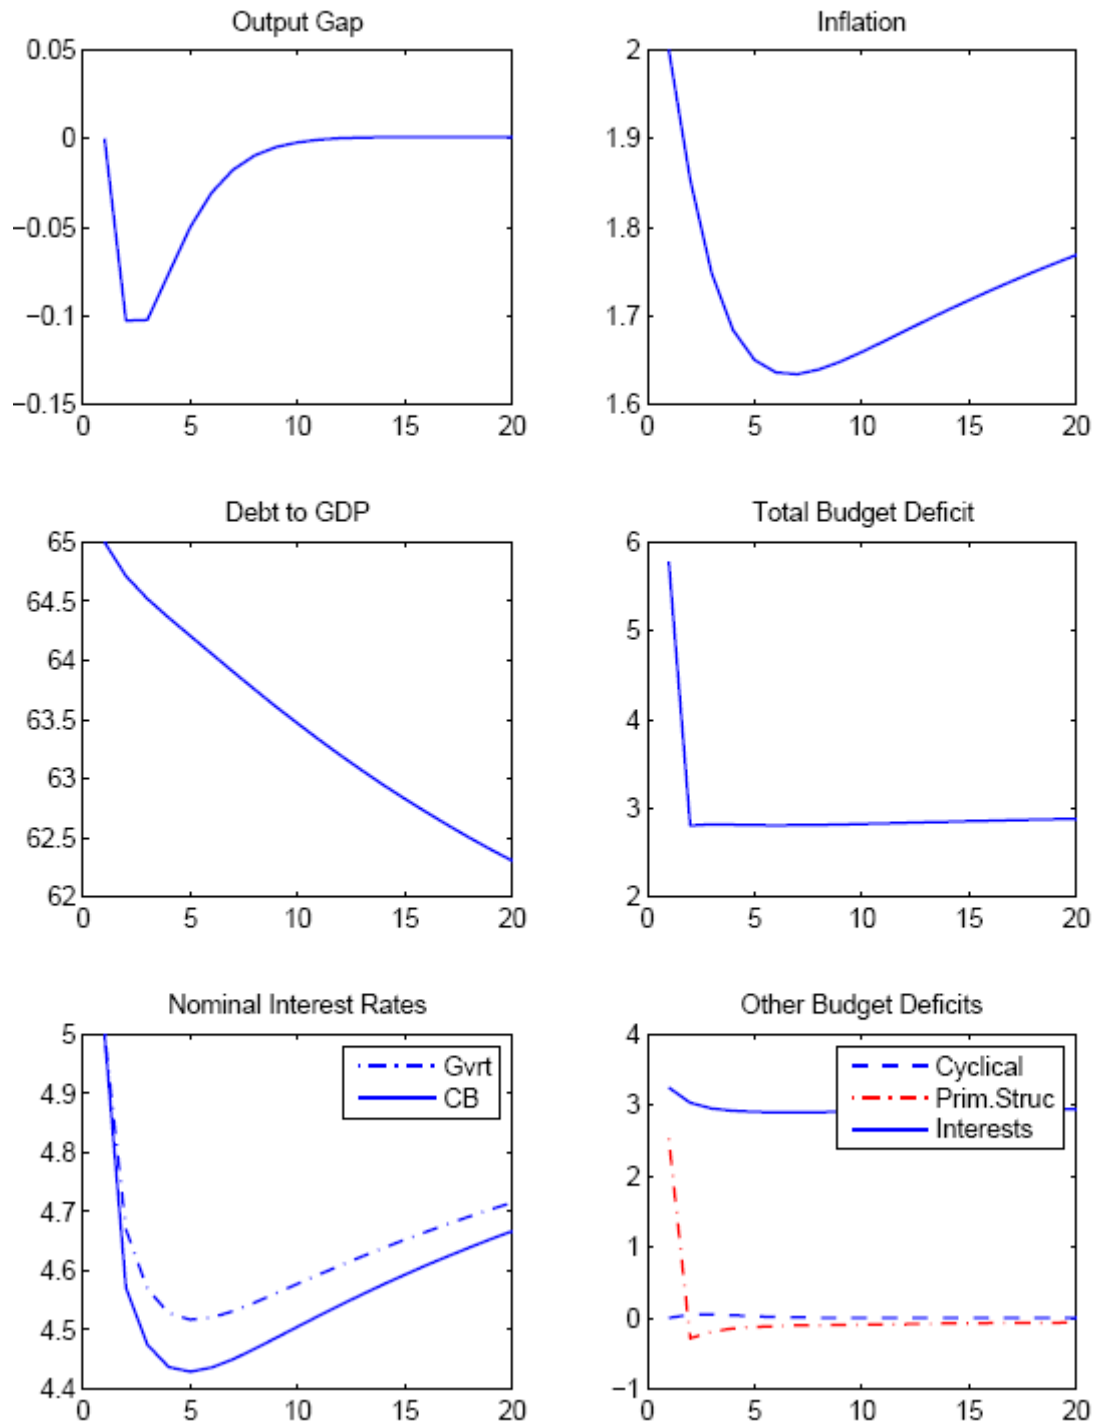 Output Gap
0.05
0
−0.05
−0.1
−0.15
0 5 10 15 20
Inflation
2
1.9
1.8
1.7
1.6
0 5 10 15 20
Debt to GDP
65
64.5
64
63.5
63
62.5
62
0 5 10 15 20
Total Budget Deficit
6
5
4
3
2
0 5 10 15 20
Nominal Interest Rates
5
4.9
4.8
4.7
4.6
4.5
4.4
0 5 10 15 20
Gvrt
CB
Other Budget Deficits
4
3
2
1
0
−1
0 5 10 15 20
Cyclical
Prim.Struc
Interests